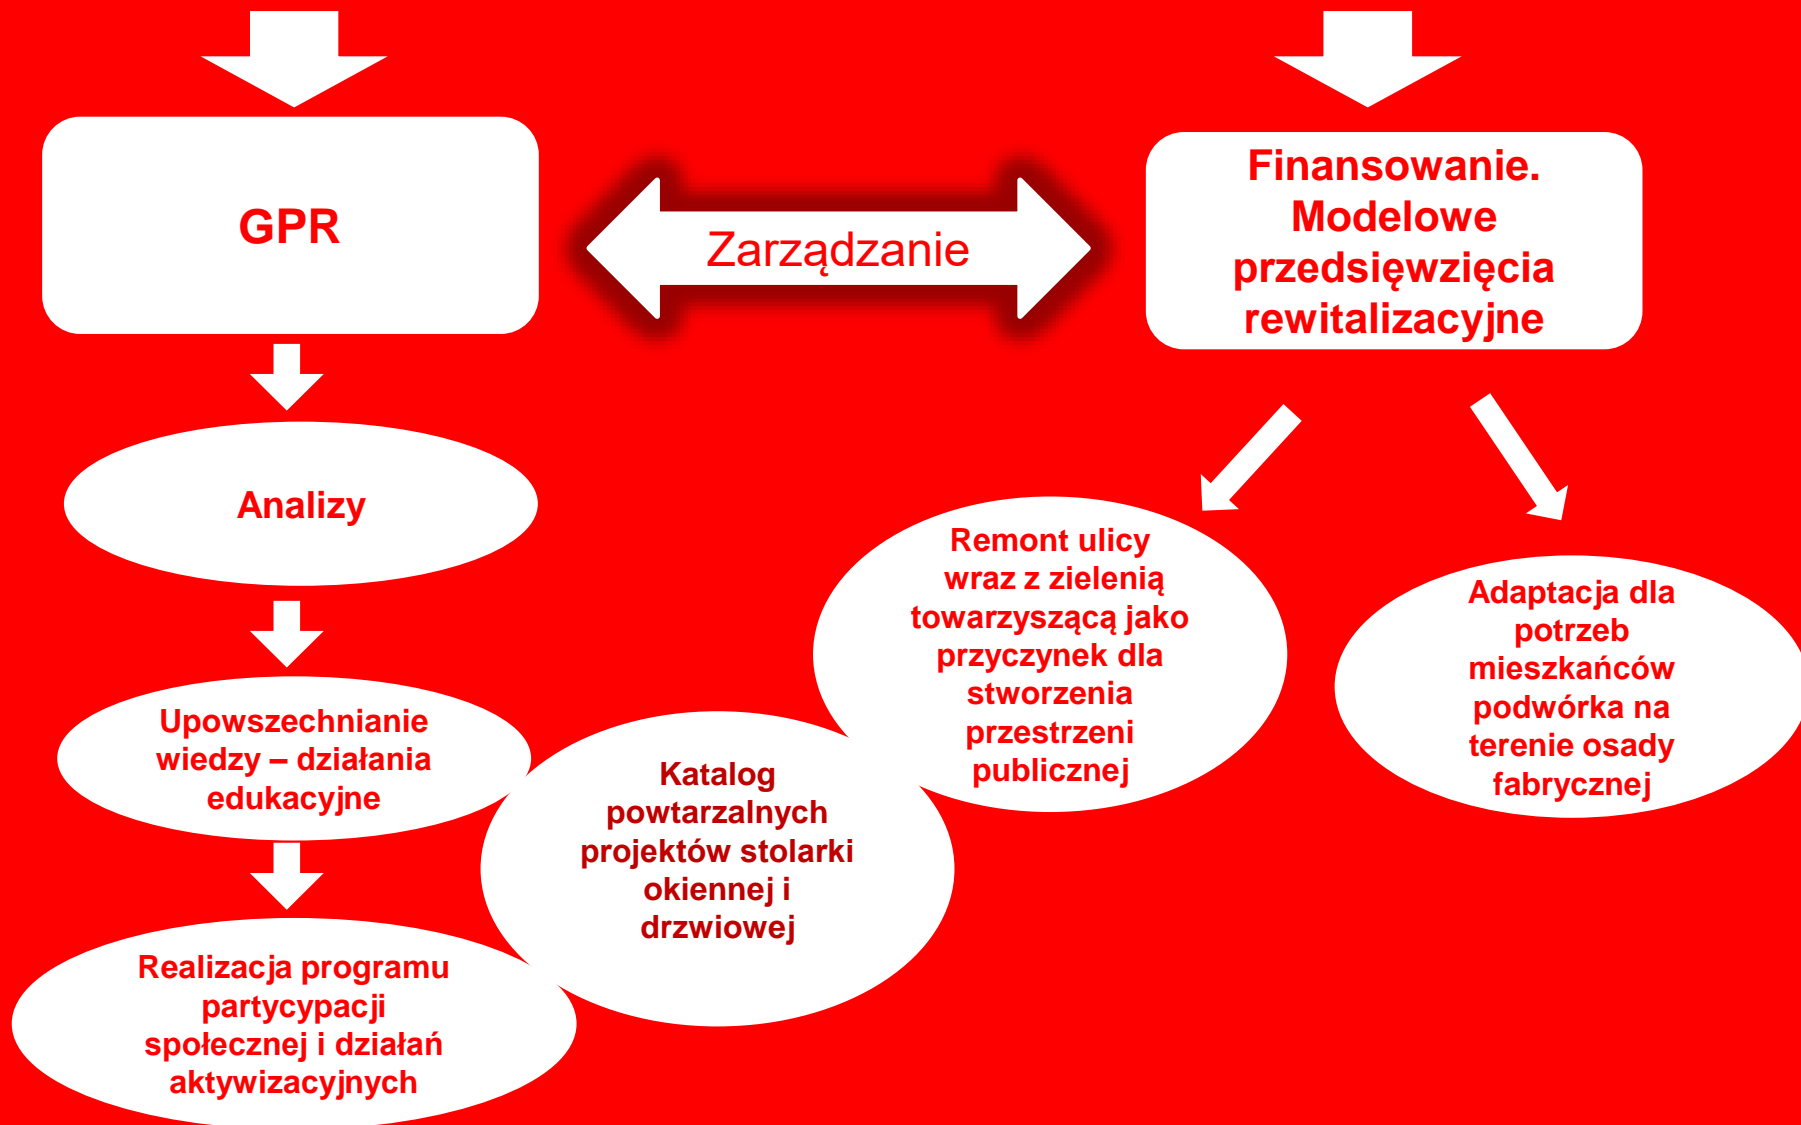 GPR
Zarządzanie
Finansowanie.
Modelowe
przedsięwzięcia
rewitalizacyjne
Analizy
Upowszechnianie
wiedzy – działania
edukacyjne
Realizacja programu
partycypacji
społecznej i działań
aktywizacyjnych
Katalog
powtarzalnych
projektów stolarki
okiennej i
drzwiowej
Remont ulicy
wraz z zielenią
towarzyszącą jako
przyczynek dla
stworzenia
przestrzeni
publicznej
Adaptacja dla
potrzeb
mieszkańców
podwórka na
terenie osady
fabrycznej